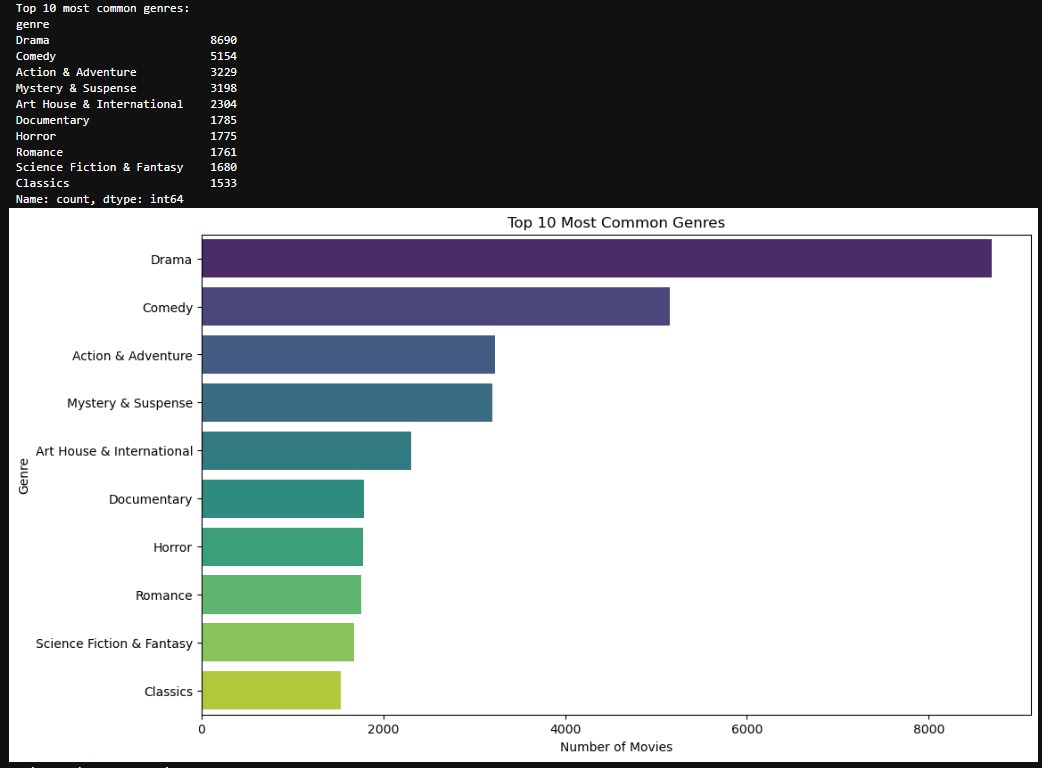 Top 10 most common genres:
genre
Drama 8690
Comedy 5154
Action & Adventure 3229
Mystery & Suspense 3198
Art House & International 2304
Documentary 1785
Horror 1775
Romance 1761
Science Fiction & Fantasy 1680
Classics 1533
Name: count, dtype: int64
Top 10 Most Common Genres
Drama
Comedy
Action & Adventure
Mystery & Suspense
Art House & International
Documentary
Horror
Romance
Science Fiction & Fantasy
Classics
Genre
0 2000 4000 6000 8000
Number of Movies